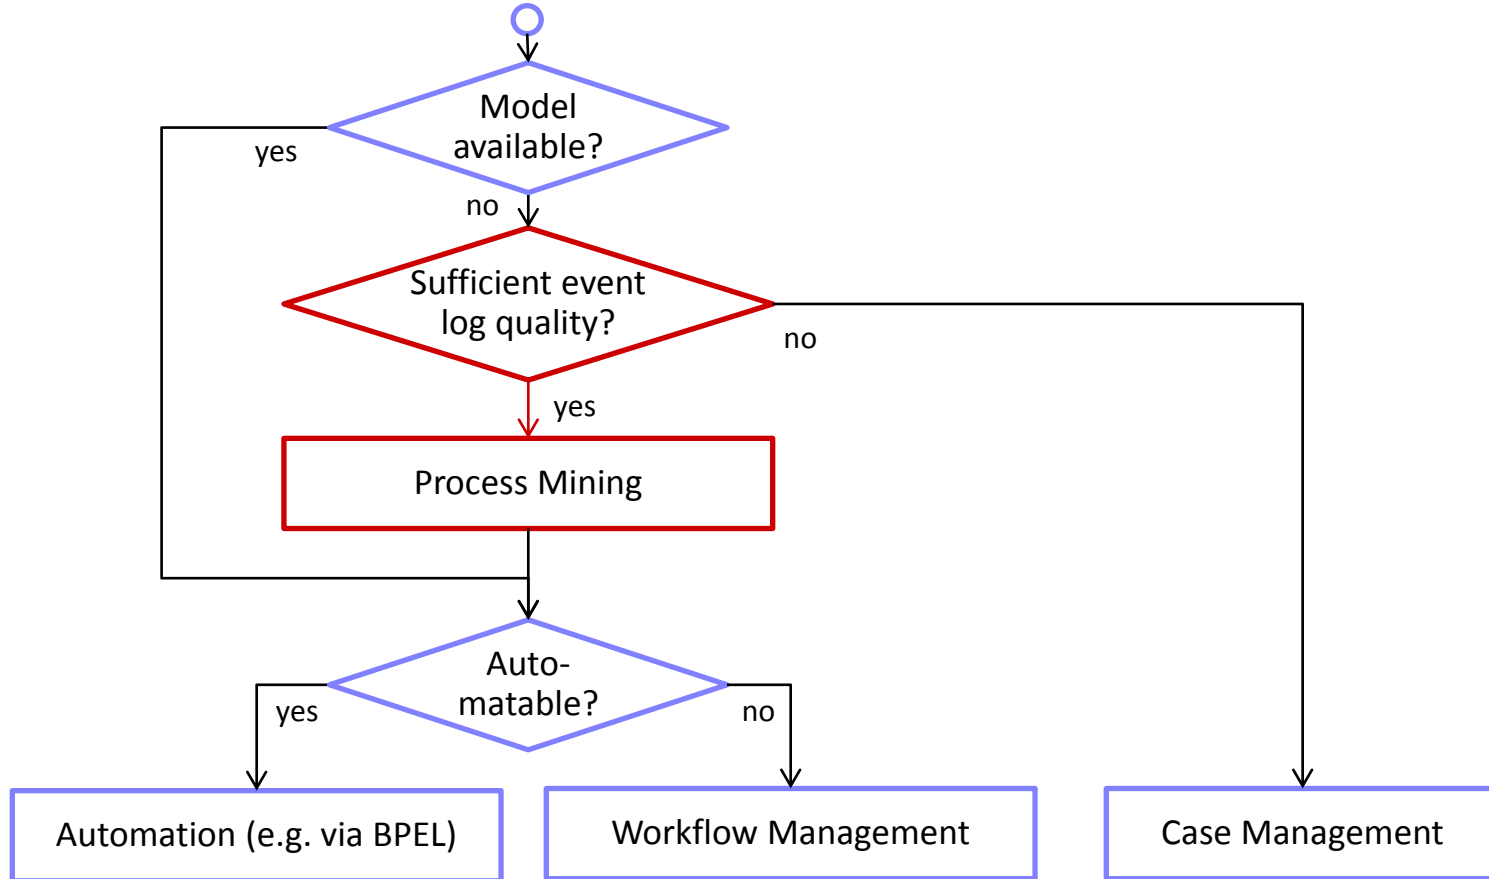 Model
available?
yes
no
Sufficient event
log quality?
no
yes
Process Mining
Auto-
matable?
yes
no
Automation (e.g. via BPEL)
Workflow Management
Case Management